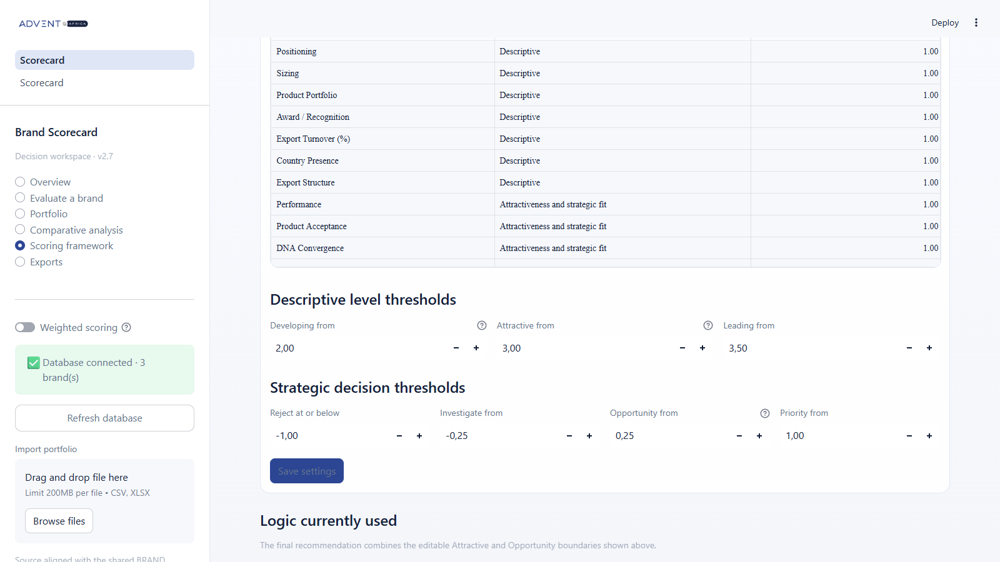 ADVENT AFRICA
Deploy
Scorecard
Scorecard
Brand Scorecard
Decision workspace · v2.7
Overview
Evaluate a brand
Portfolio
Comparative analysis
Scoring framework
Exports
Weighted scoring
Database connected · 3
brand(s)
Refresh database
Import portfolio
Drag and drop file here
Limit 200MB per file • CSV, XLSX
Browse files
Source aligned with the shared BRAND
Positioning Descriptive 1.00
Sizing Descriptive 1.00
Product Portfolio Descriptive 1.00
Award / Recognition Descriptive 1.00
Export Turnover (%) Descriptive 1.00
Country Presence Descriptive 1.00
Export Structure Descriptive 1.00
Performance Attractiveness and strategic fit 1.00
Product Acceptance Attractiveness and strategic fit 1.00
DNA Convergence Attractiveness and strategic fit 1.00
Descriptive level thresholds
Developing from Attractive from Leading from
2,00 3,00 3,50
Strategic decision thresholds
Reject at or below Investigate from Opportunity from Priority from
-1,00 -0,25 0,25 1,00
Save settings
Logic currently used
The final recommendation combines the editable Attractive and Opportunity boundaries shown above.